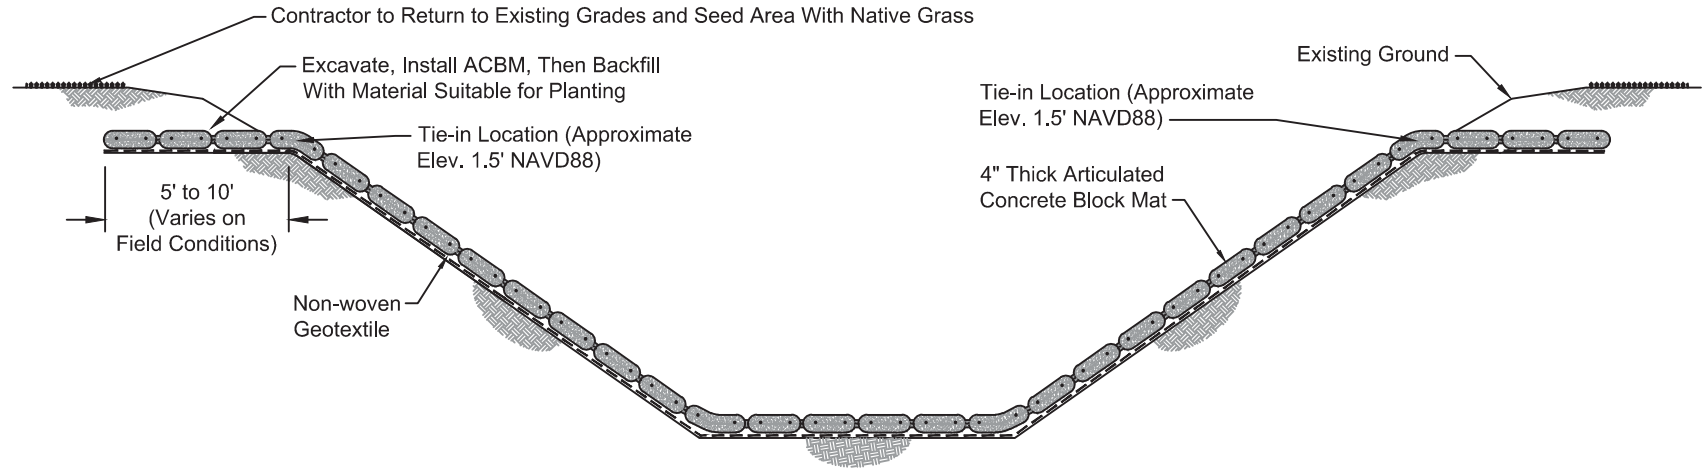 Contractor to Return to Existing Grades and Seed Area With Native Grass
Excavate, Install ACBM, Then Backfill
With Material Suitable for Planting
Tie-in Location (Approximate
Elev. 1.5' NAVD88)
5' to 10'
(Varies on
Field Conditions)
Non-woven
Geotextile
Existing Ground
Tie-in Location (Approximate
Elev. 1.5' NAVD88)
4" Thick Articulated
Concrete Block Mat